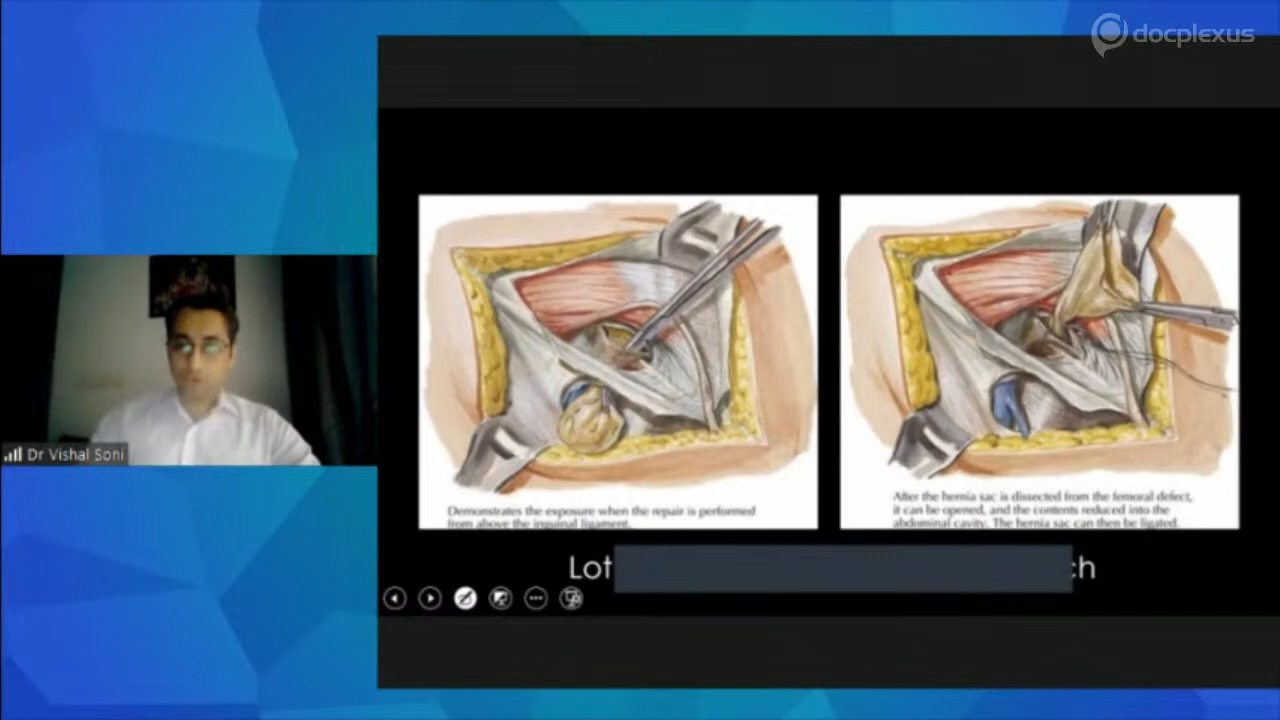 docplexus
Dr Vishal Soni
Demonstrates the exposure when the repair is performed
from above the inguinal ligament.
After the hernia sac is dissected from the femoral defect,
it can be opened, and the contents reduced into the
abdominal cavity. The hernia sac can then be ligated.
Lot
ch